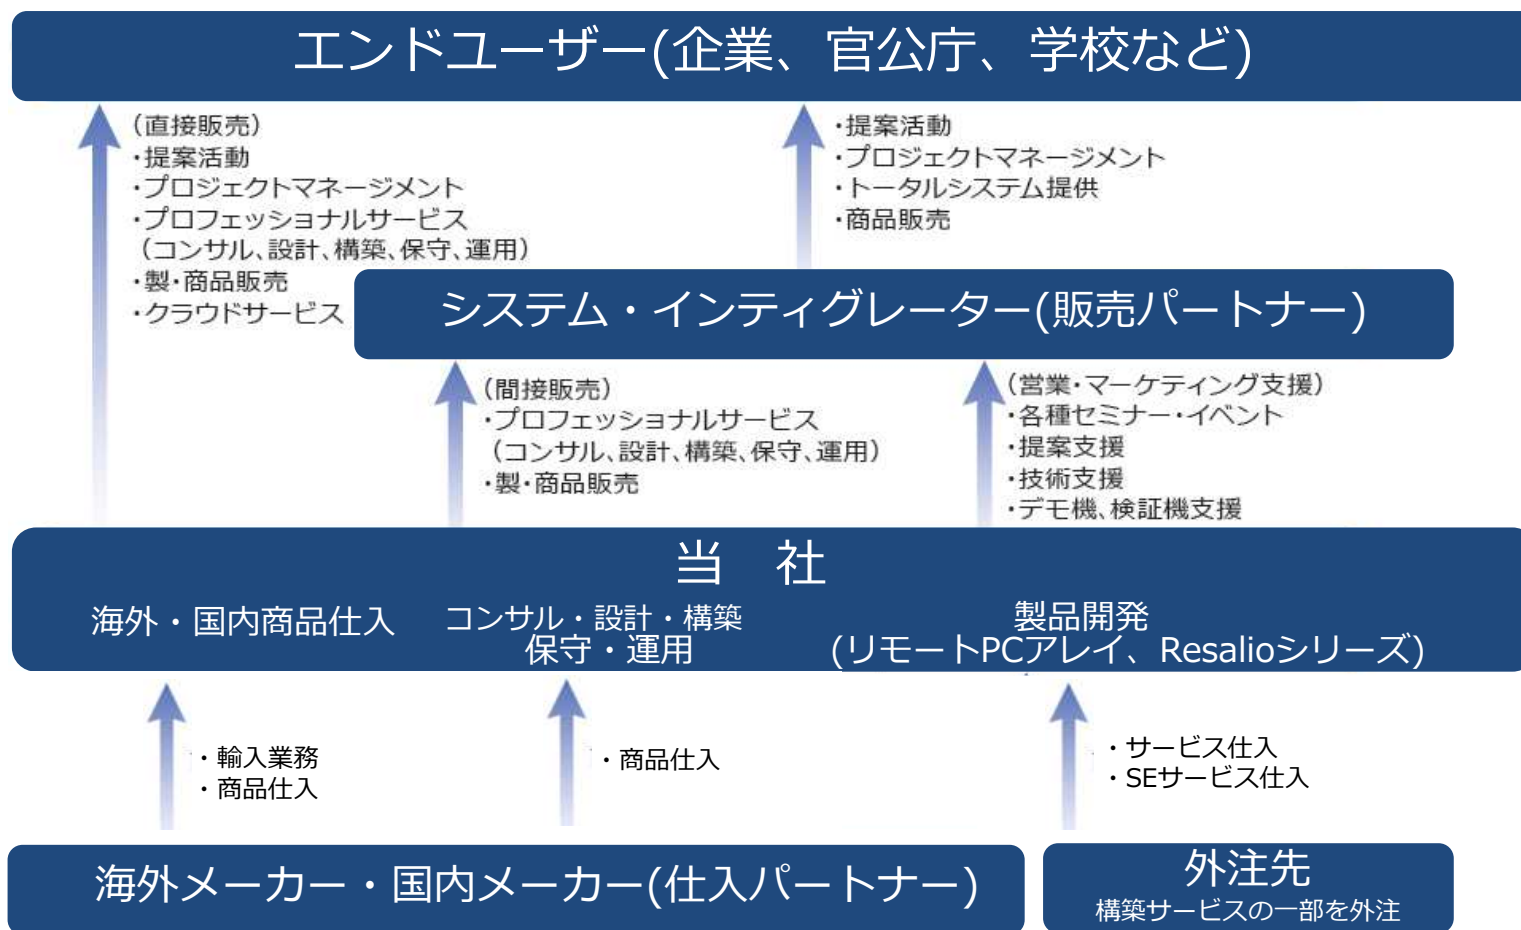 エンドユーザー(企業、官公庁、学校など)
(直接販売)
・提案活動
・プロジェクトマネージメント
・プロフェッショナルサービス
(コンサル、設計、構築、保守、運用)
・製・商品販売
・クラウドサービス
・提案活動
・プロジェクトマネージメント
・トータルシステム提供
・商品販売
システム・インティグレーター(販売パートナー)
(間接販売)
・プロフェッショナルサービス
(コンサル、設計、構築、保守、運用)
・製・商品販売
(営業・マーケティング支援)
・各種セミナー・イベント
・提案支援
・技術支援
・デモ機、検証機支援
当 社
海外・国内商品仕入
コンサル・設計・構築
保守・運用
製品開発
(リモートPCアレイ、Resalioシリーズ)
・輸入業務
・商品仕入
・商品仕入
・サービス仕入
・SEサービス仕入
海外メーカー・国内メーカー(仕入パートナー)
外注先
構築サービスの一部を外注